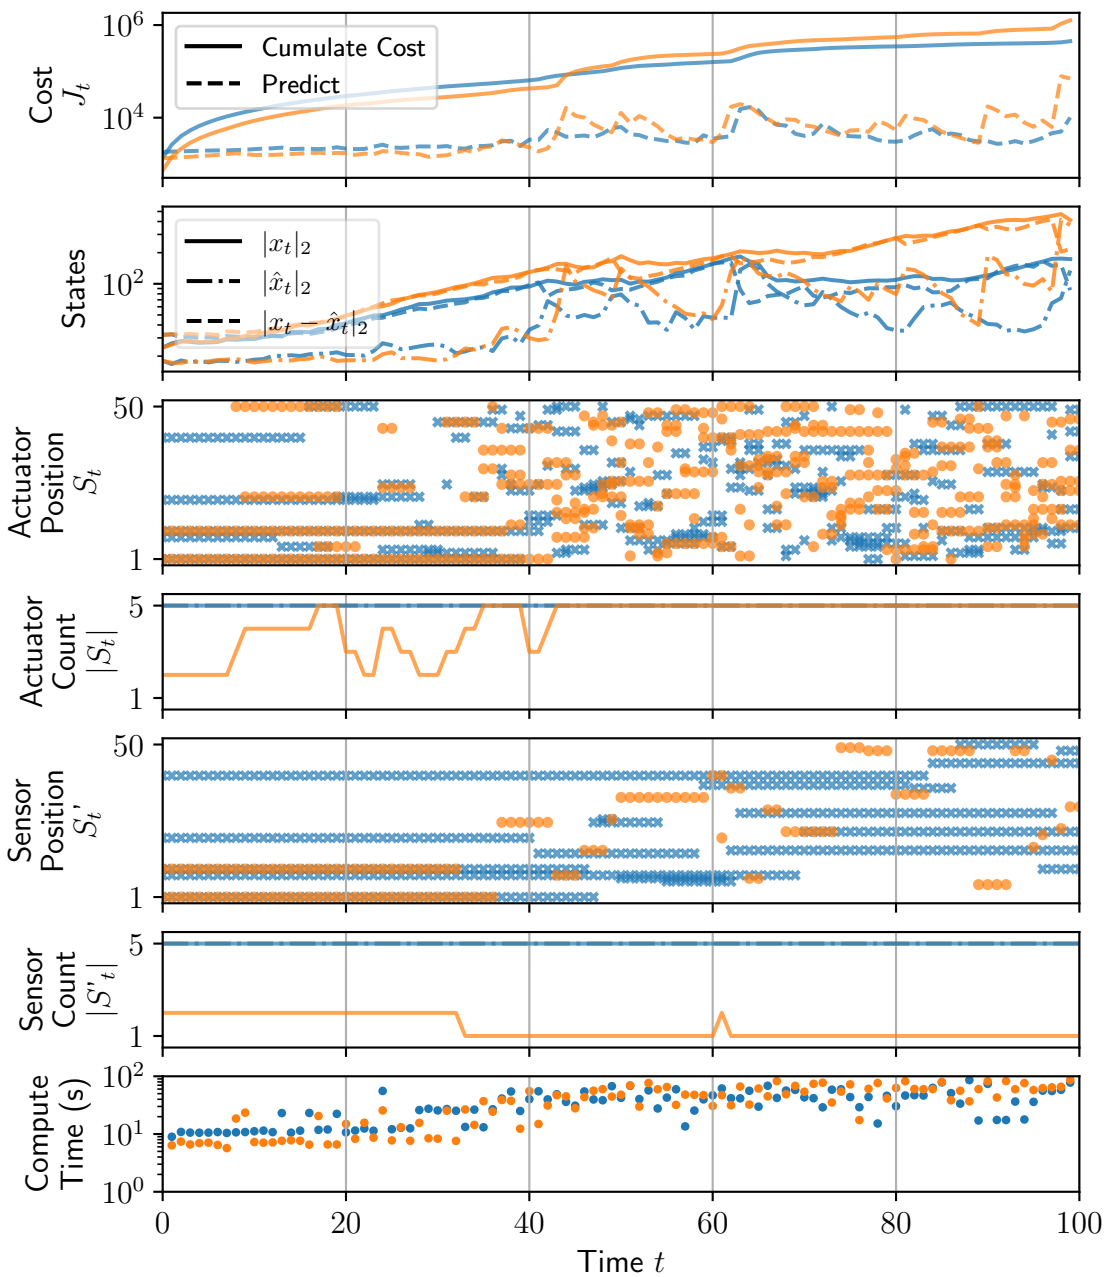 Cost
J_t
10^6
10^4
Cumulate Cost
Predict
States
10^2
|x_t|_2
|x̂_t|_2
|x_t − x̂_t|_2
Actuator
Position
S_t
50
1
Actuator
Count
|S_t|
5
1
Sensor
Position
S'_t
50
1
Sensor
Count
|S'_t|
5
1
Compute
Time (s)
10^2
10^1
10^0
0 20 40 60 80 100
Time t